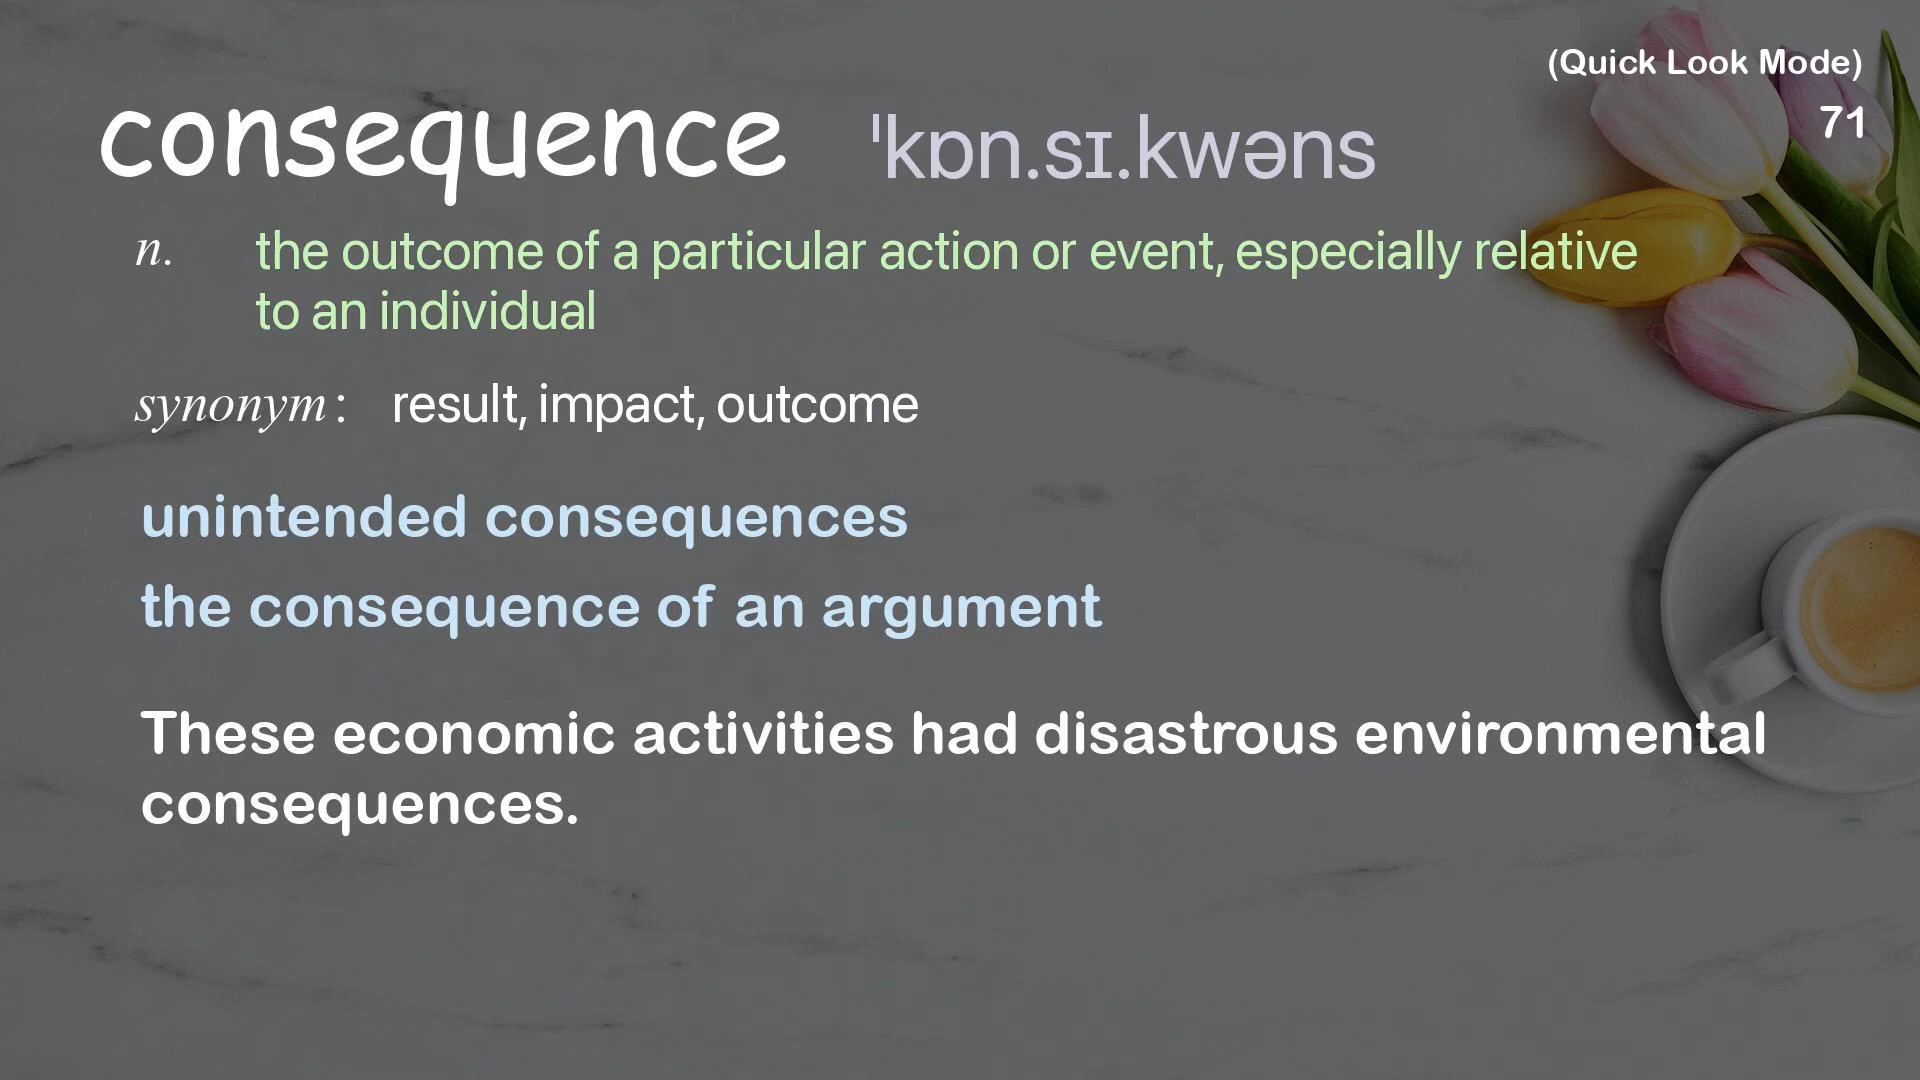 (Quick Look Mode)
71
consequence ˈkɒn.sɪ.kwəns
n. the outcome of a particular action or event, especially relative
to an individual
synonym: result, impact, outcome
unintended consequences
the consequence of an argument
These economic activities had disastrous environmental
consequences.